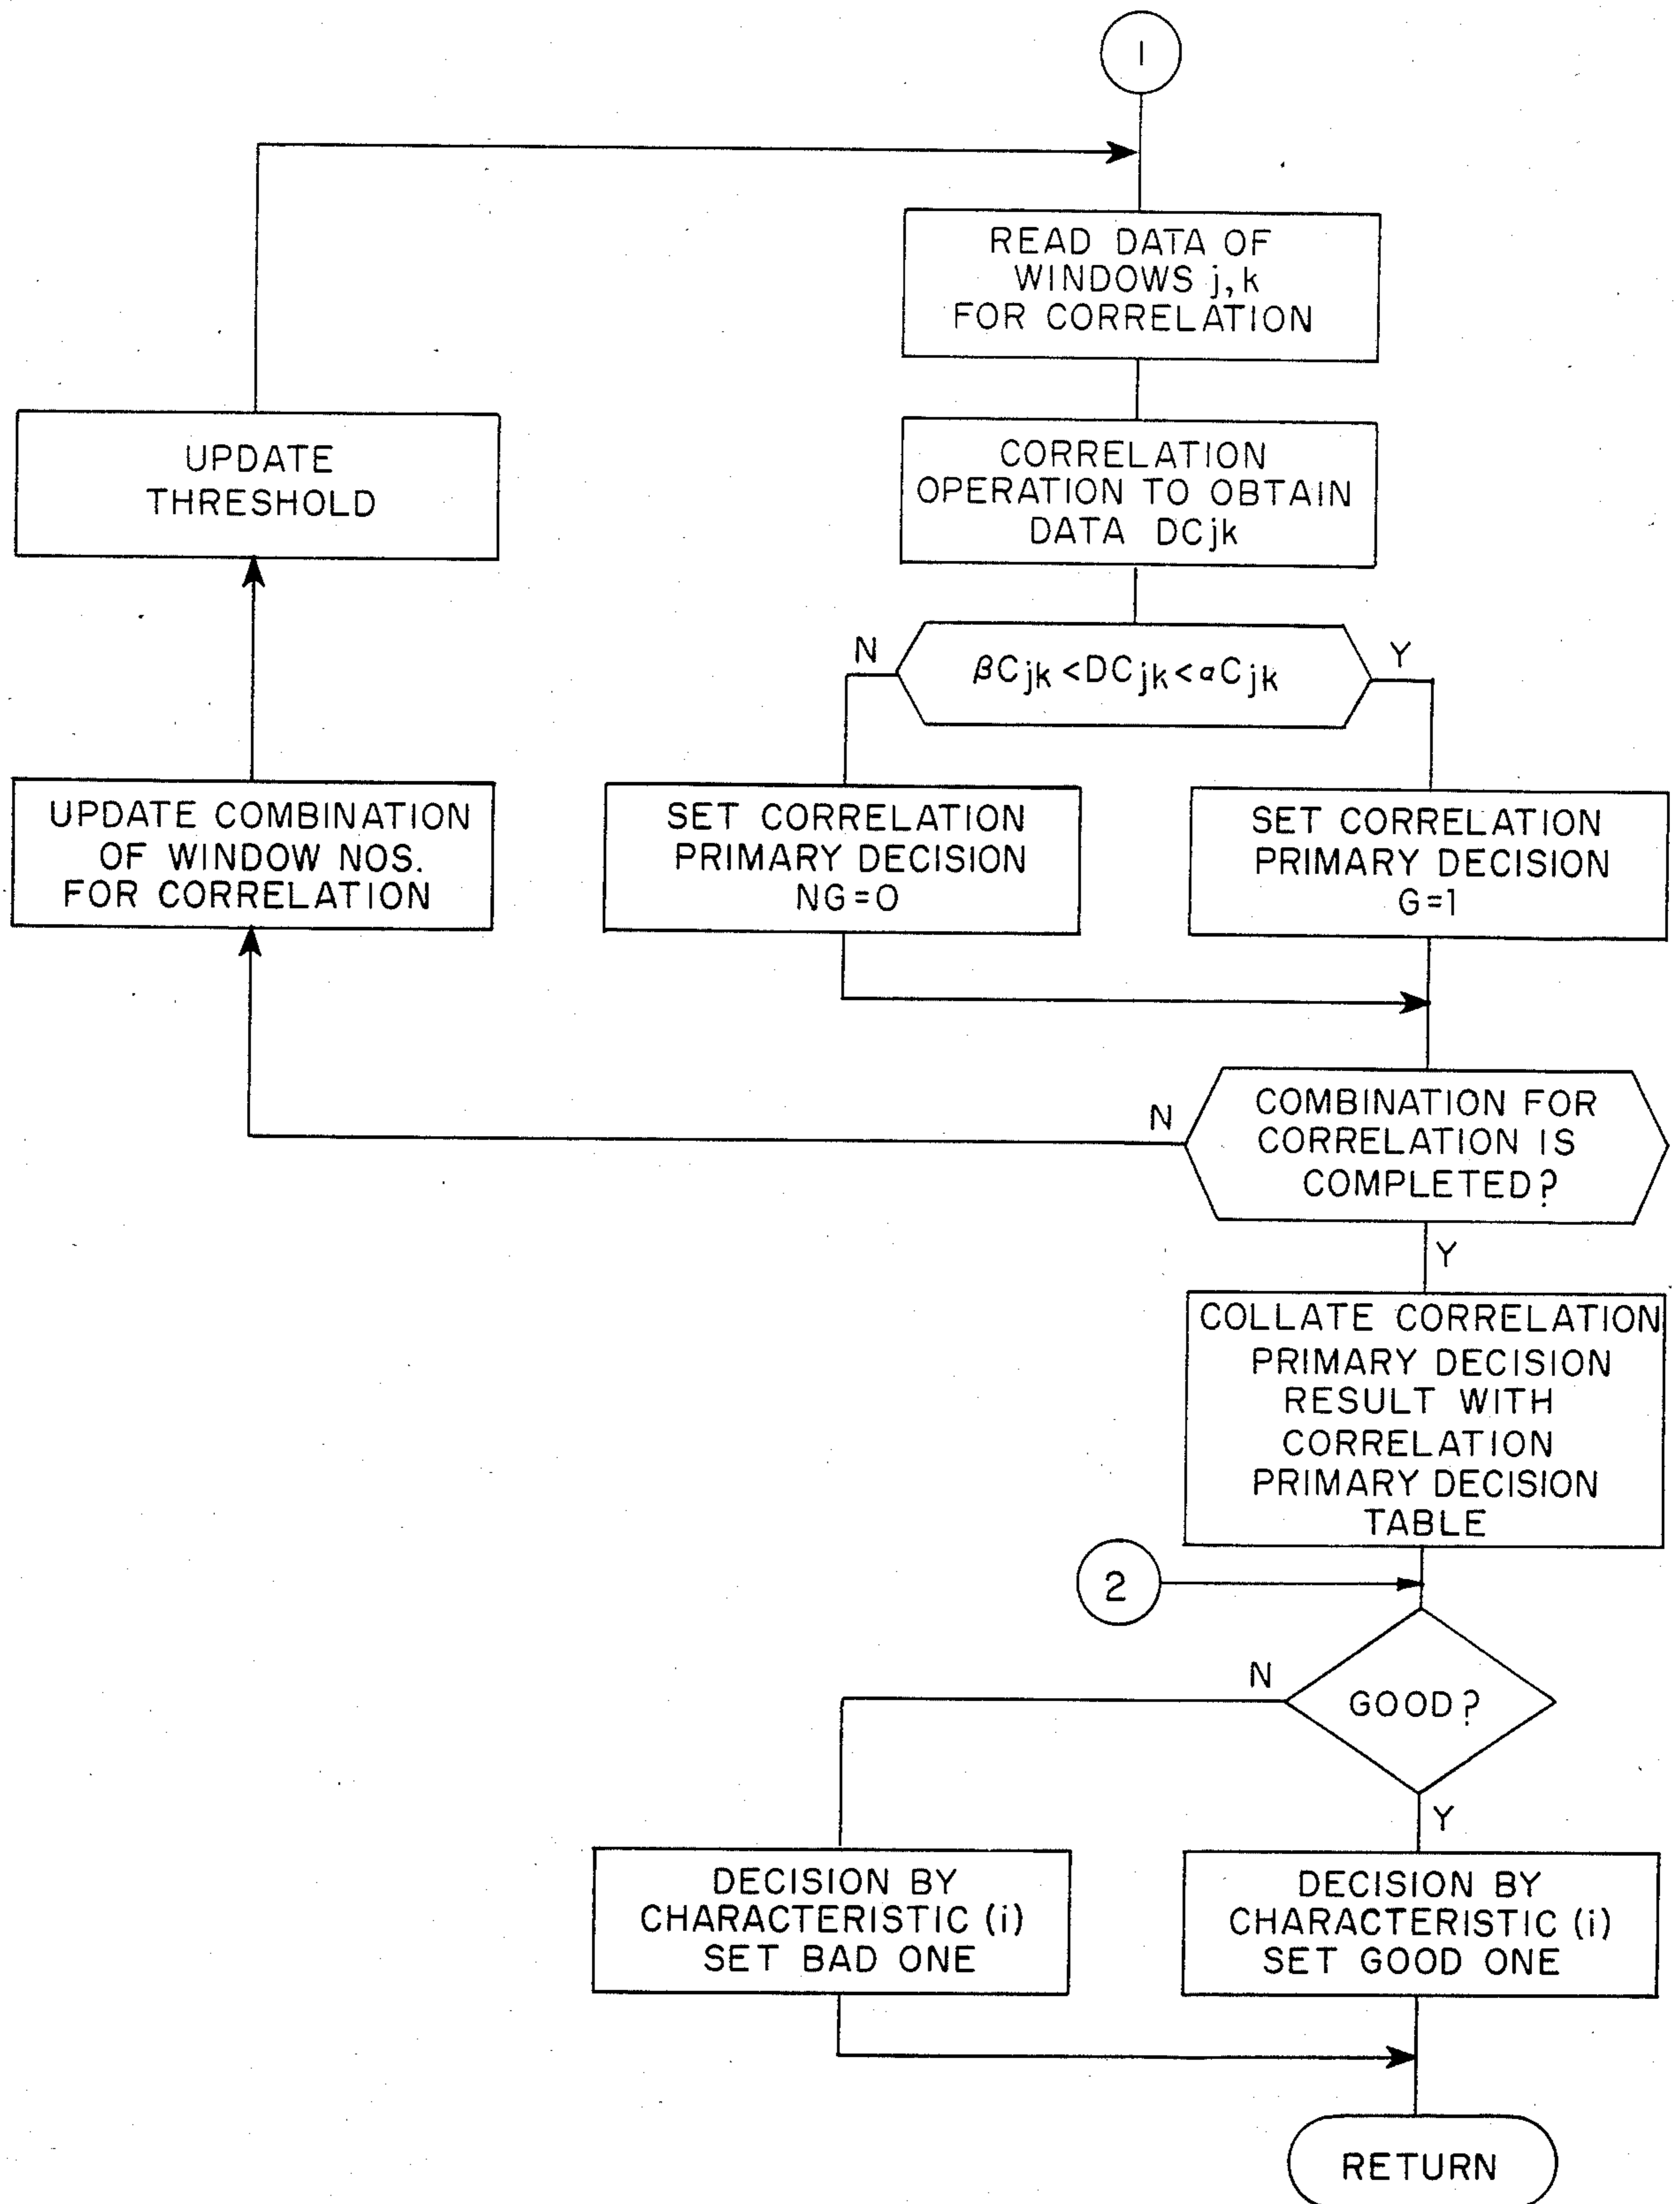 1
READ DATA OF
WINDOWS j,k
FOR CORRELATION
UPDATE
THRESHOLD
CORRELATION
OPERATION TO OBTAIN
DATA DCjk
N
βCjk<DCjk<αCjk
Y
UPDATE COMBINATION
OF WINDOW NOS.
FOR CORRELATION
SET CORRELATION
PRIMARY DECISION
NG=0
SET CORRELATION
PRIMARY DECISION
G=1
N
COMBINATION FOR
CORRELATION IS
COMPLETED?
Y
COLLATE CORRELATION
PRIMARY DECISION
RESULT WITH
CORRELATION
PRIMARY DECISION
TABLE
2
N
GOOD?
Y
DECISION BY
CHARACTERISTIC (i)
SET BAD ONE
DECISION BY
CHARACTERISTIC (i)
SET GOOD ONE
RETURN